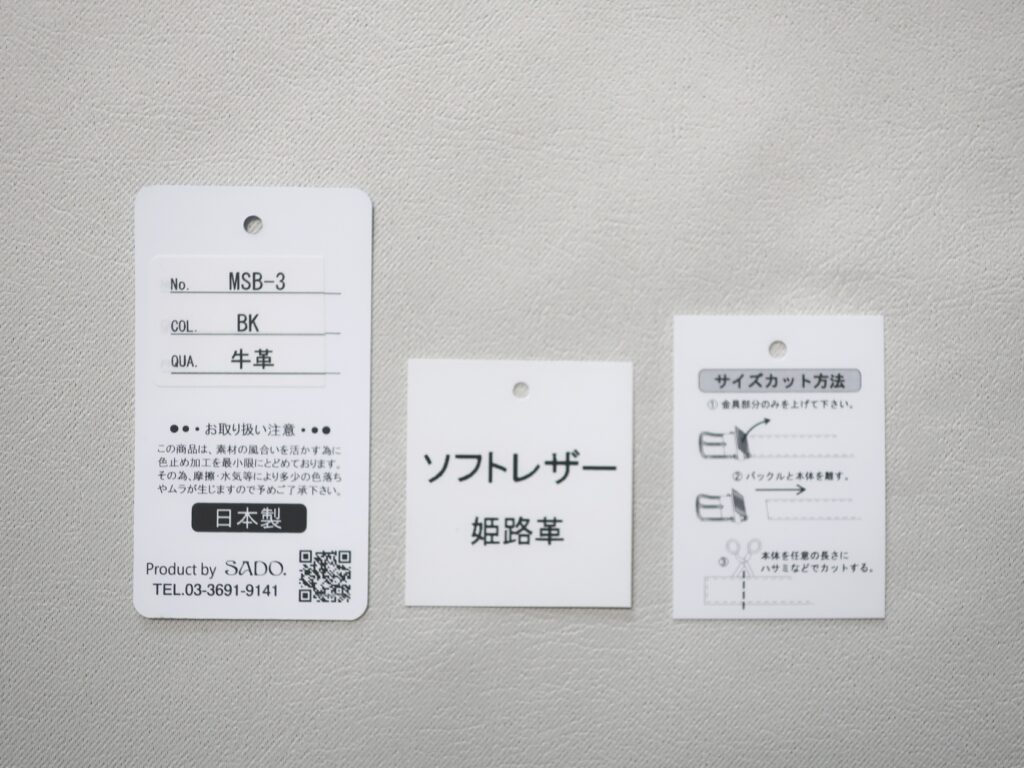 No. MSB-3
COL. BK
QUA. 牛革
●●・お取り扱い注意・●●
この商品は、素材の風合いを活かす為に
色止め加工を最小眼にとどめております。
その為、摩擦・水気等により多少の色落ち
やムラが生じますので予めご了承下さい。
日本製
Product by SADO.
TEL.03-3691-9141
ソフトレザー
姫路革
サイズカット方法
① 金具部分のみを上げて下さい。
② バックルと本体を離す。
③ 本体を任意の長さに
ハサミなどでカットする。